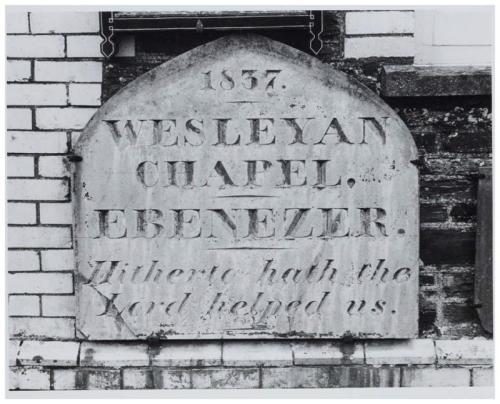 1837.
WESLEYAN
CHAPEL.
EBENEZER.
Hitherto hath the
Lord helped us.